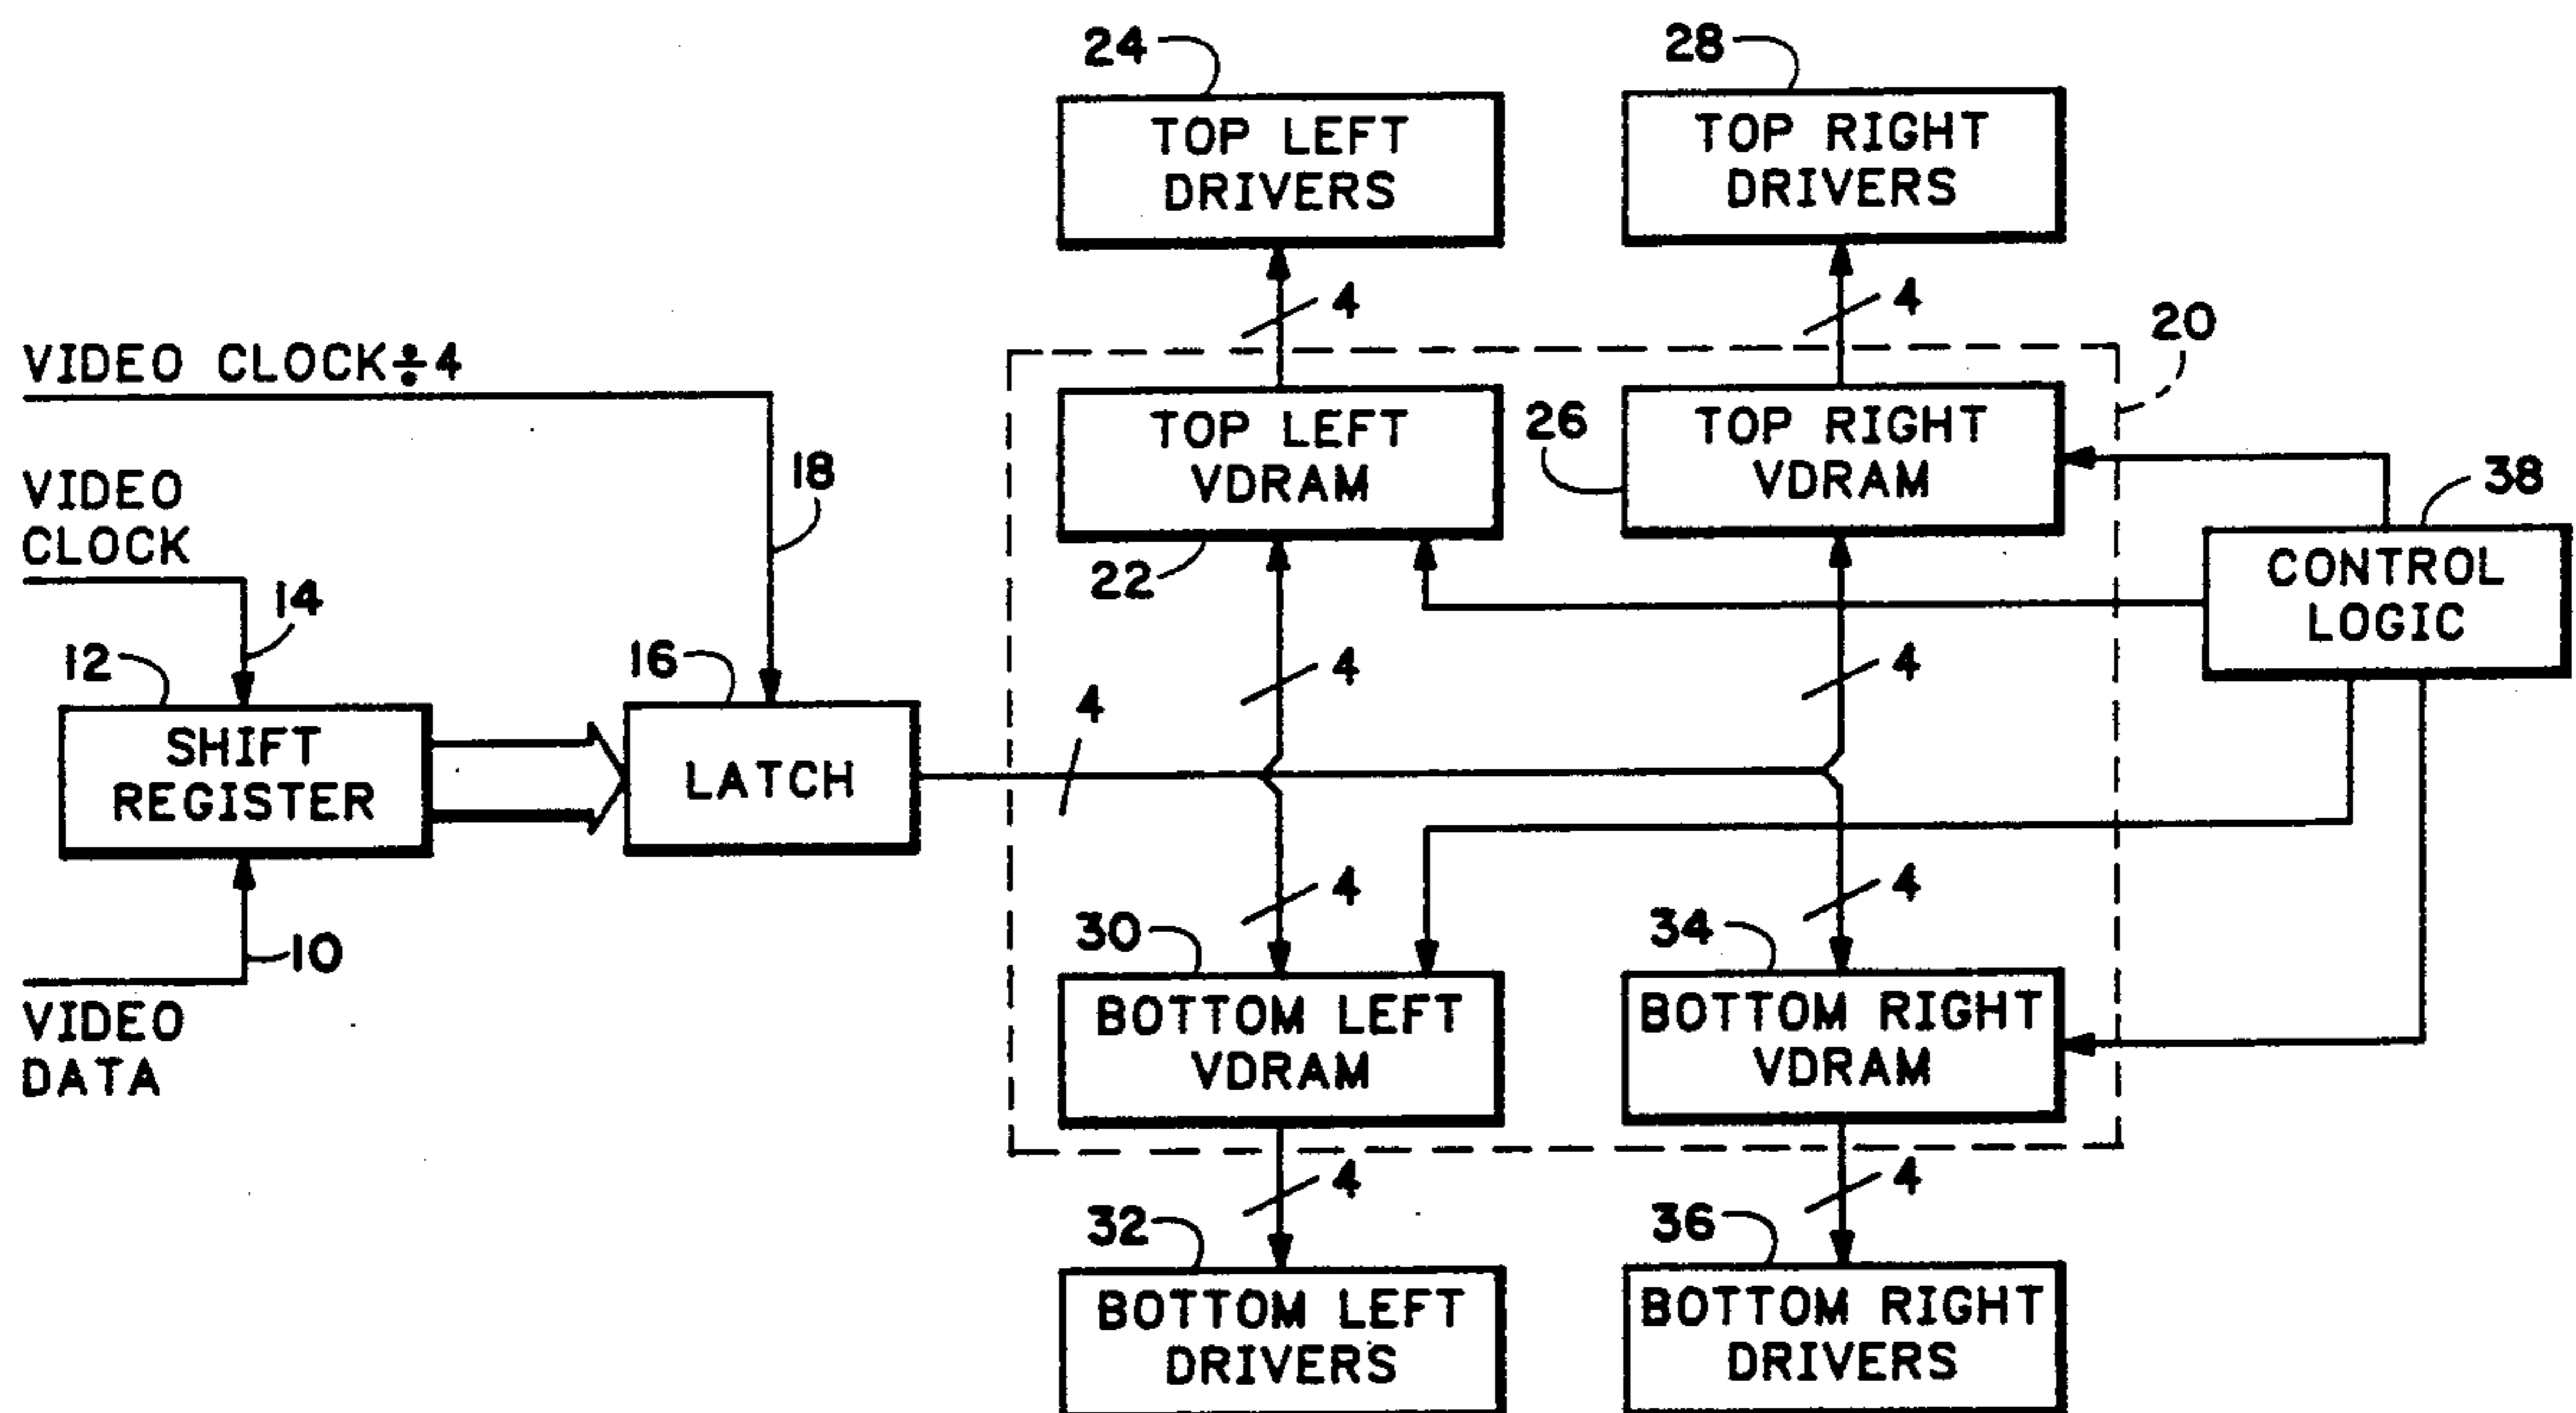 24
28
TOP LEFT
DRIVERS
TOP RIGHT
DRIVERS
4
4
20
VIDEO CLOCK÷4
TOP LEFT
VDRAM
26
TOP RIGHT
VDRAM
18
38
VIDEO
CLOCK
22
CONTROL
LOGIC
14
12
16
4
4
4
SHIFT
REGISTER
LATCH
4
4
10
30
34
VIDEO
DATA
BOTTOM LEFT
VDRAM
BOTTOM RIGHT
VDRAM
4
4
32
36
BOTTOM LEFT
DRIVERS
BOTTOM RIGHT
DRIVERS